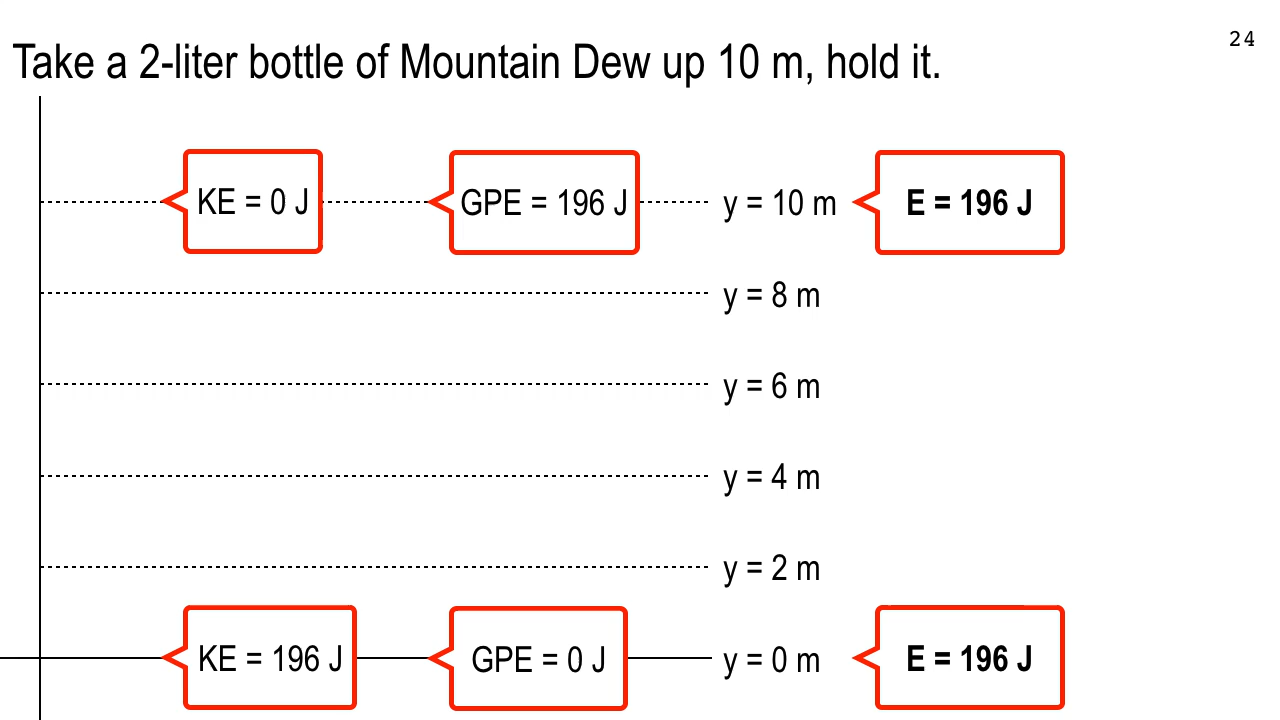 24
Take a 2-liter bottle of Mountain Dew up 10 m, hold it.
KE = 0 J GPE = 196 J y = 10 m E = 196 J
y = 8 m
y = 6 m
y = 4 m
y = 2 m
KE = 196 J GPE = 0 J y = 0 m E = 196 J